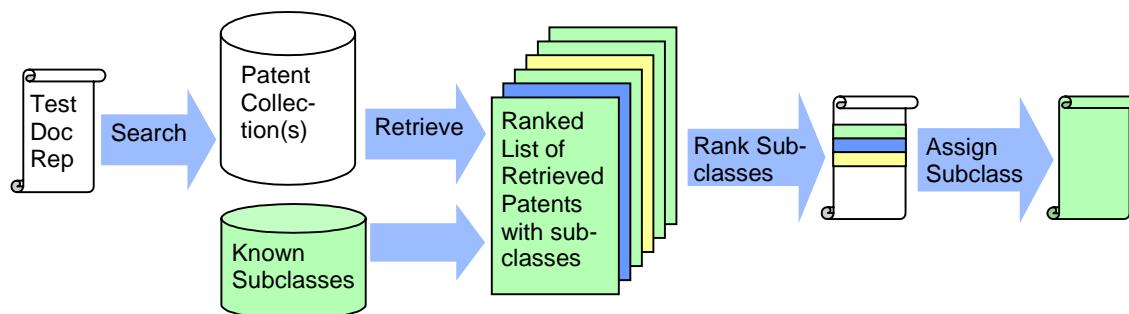 Test
Doc
Rep
Search
Patent
Collec-
tion(s)
Known
Subclasses
Retrieve
Ranked
List of
Retrieved
Patents
with sub-
classes
Rank Sub-
classes
Assign
Subclass